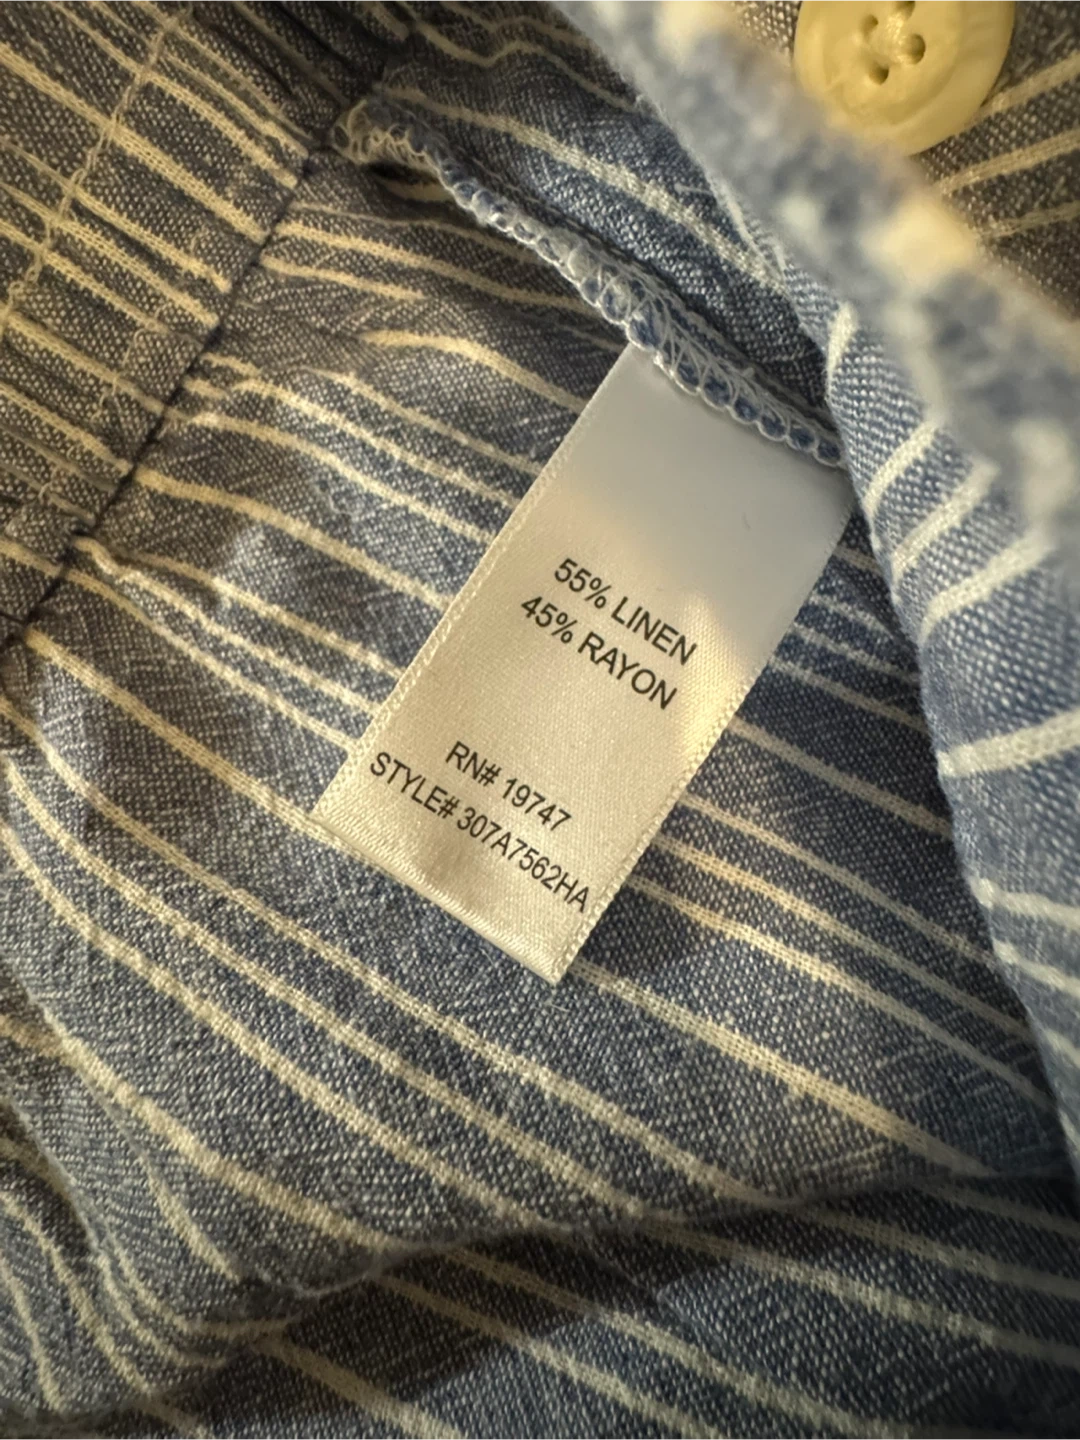 55% LINEN
45% RAYON
RN# 19747
STYLE# 307A7562HA